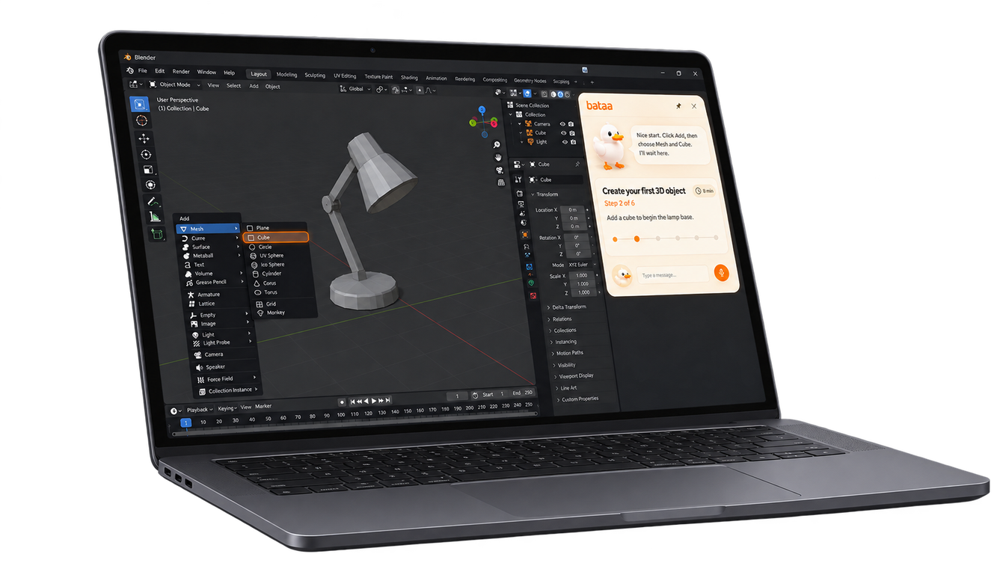 Blender
File Edit Render Window Help Layout Modeling Sculpting UV Editing Texture Paint Shading Animation Rendering Compositing Geometry Nodes
Object Mode View Select Add Object Global
User Perspective
(1) Collection | Cube
Add
Mesh
Curre
Surface
Metaball
Text
Volume
Grease Pencil
Armature
Lattice
Empty
Image
Light
Light Probe
Camera
Speaker
Force Field
Collection Instance
Plane
Cube
Circle
UV Sphere
Ico Sphere
Cylinder
Corus
Torus
Grid
Monkey
Scene Collection
Collection
Camera
Cube
Light
Cube
Cube
Transform
Location X 0 m
Y 0 m
Z 0 m
Rotation X 0°
Y 0°
Z 0°
Mode XYZ Euler
Scale X 1.000
Y 1.000
Z 1.000
Delta Transform
Relations
Collections
Instancing
Motion Paths
Visibility
Viewport Display
Line Art
Custom Properties
bataa
Nice start. Click Add, then
choose Mesh and Cube.
I'll wait here.
Create your first 3D object
8 min
Step 2 of 6
Add a cube to begin the lamp base.
Type a message...
Playback Keying View Marker
1 Start 1 End 250
1 10 20 30 40 50 60 70 80 90 100 110 120 130 140 150 160 170 180 190 200 210 220 230 240 250